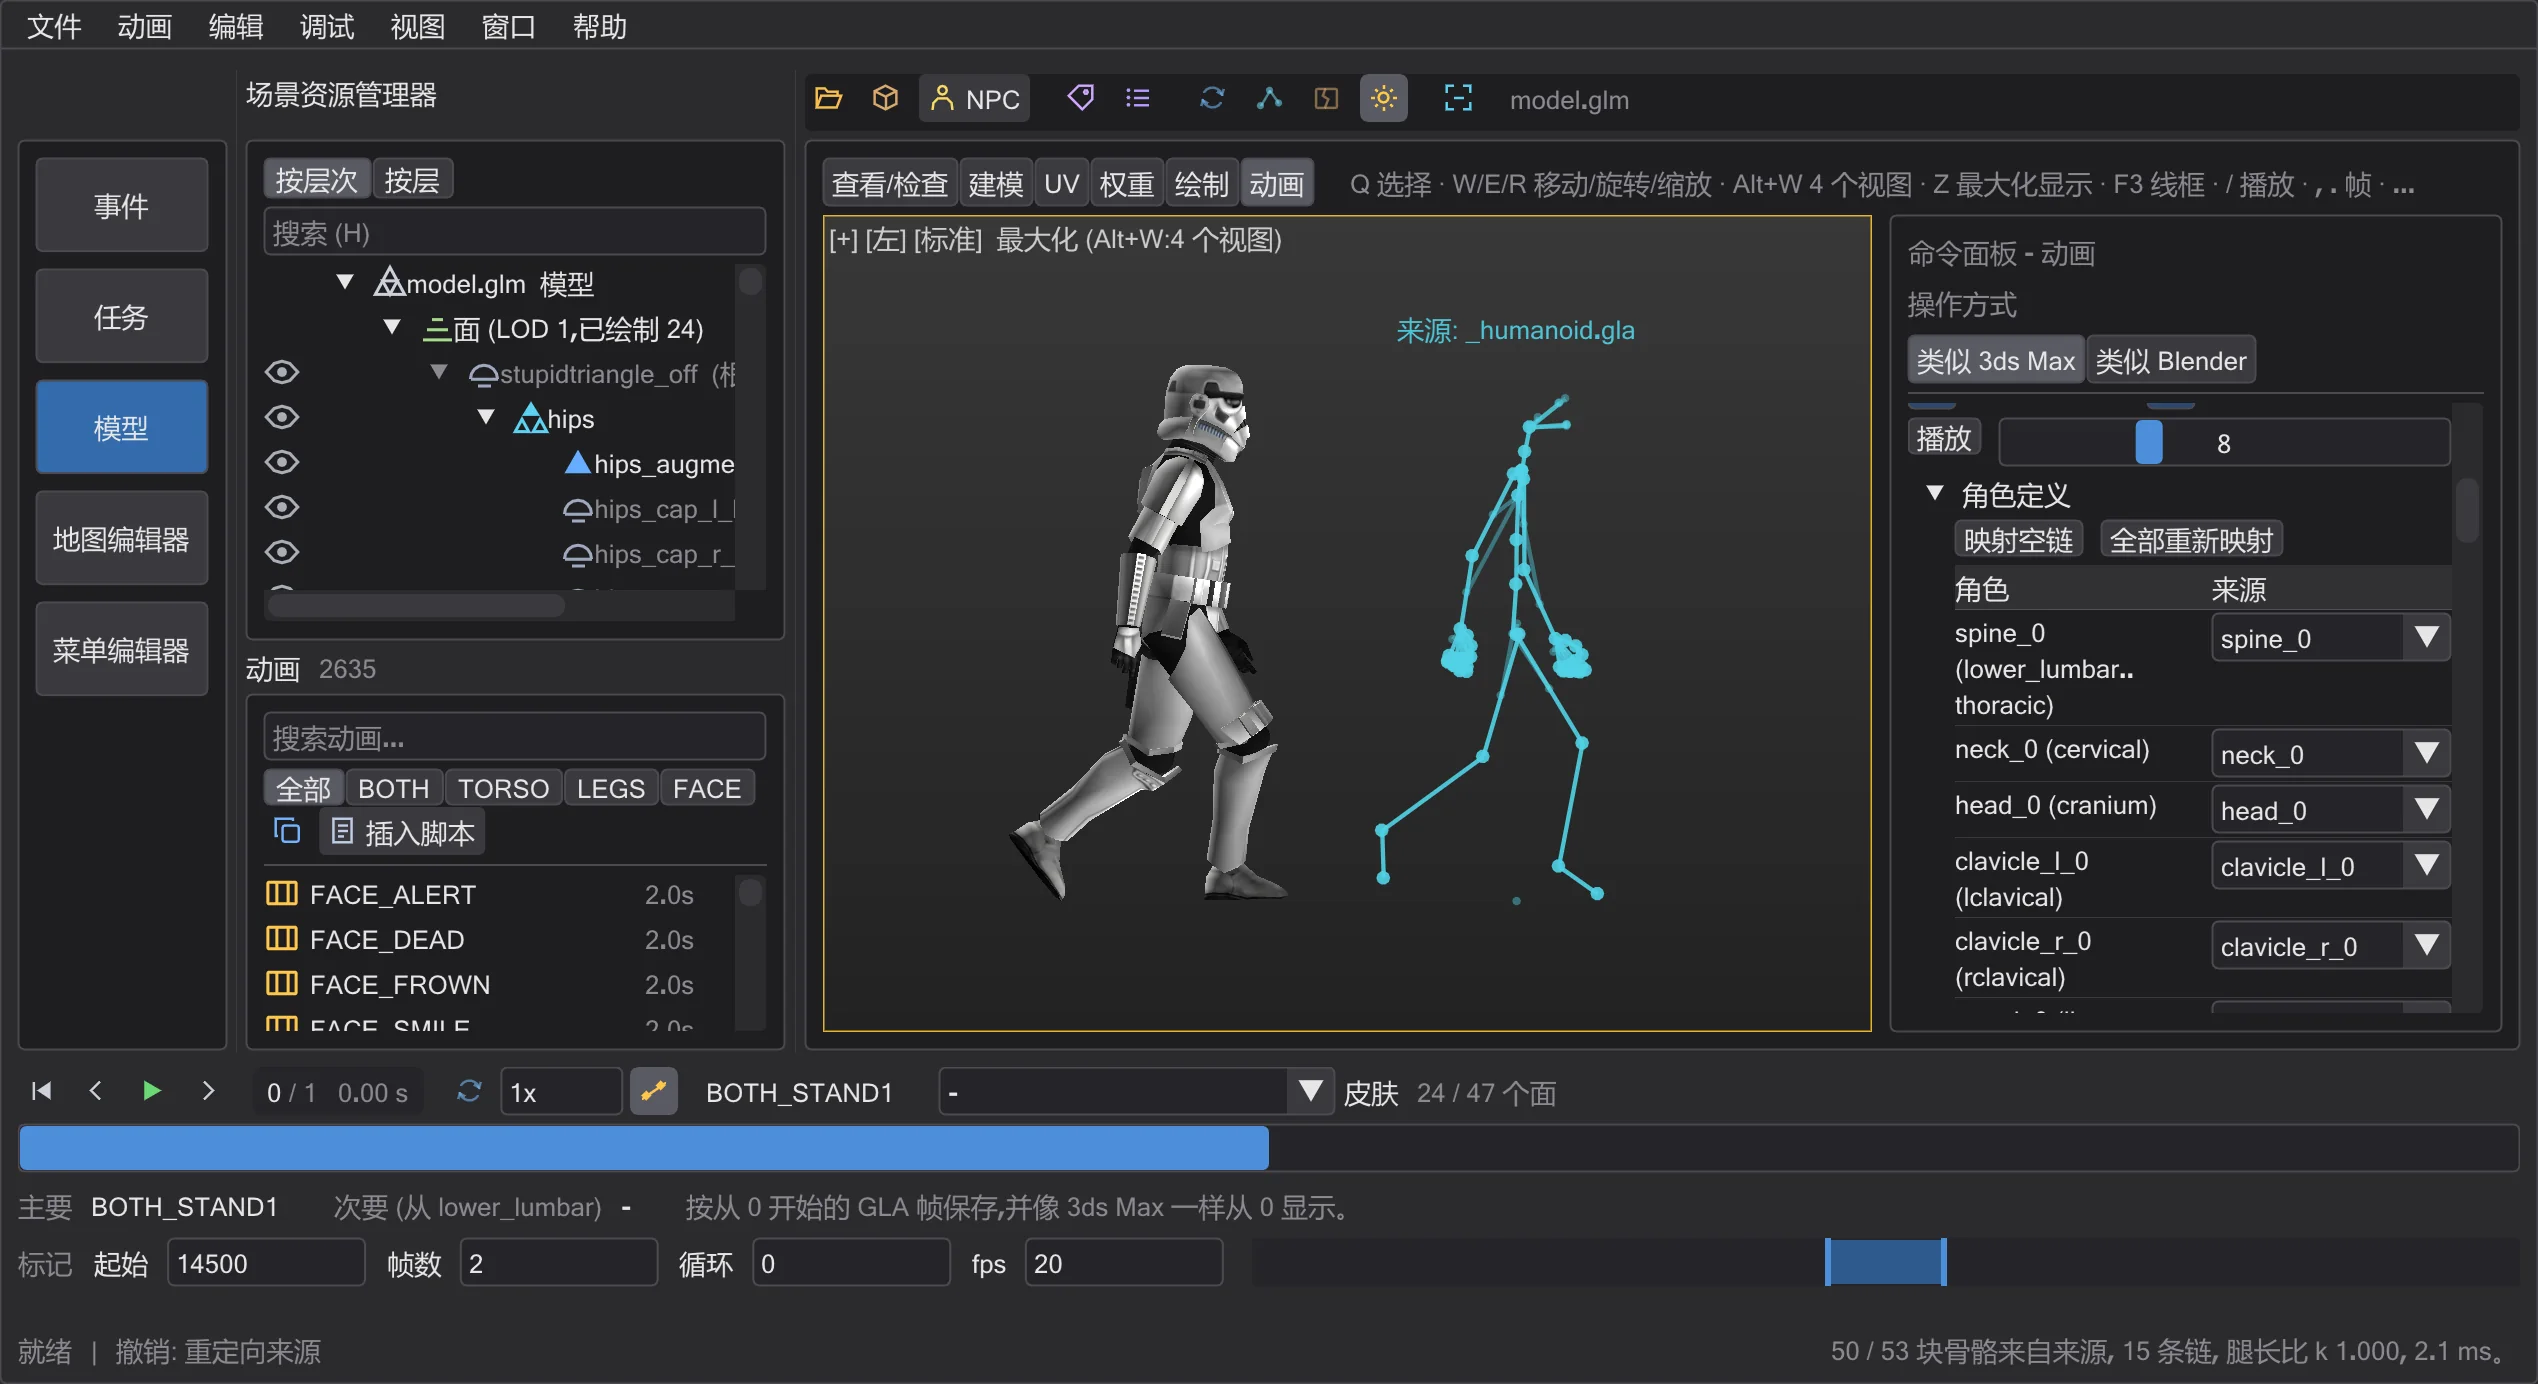 文件 动画 编辑 调试 视图 窗口 帮助
场景资源管理器
NPC
model.glm
事件
任务
模型
地图编辑器
菜单编辑器
按层次 按层
搜索 (H)
model.glm 模型
面 (LOD 1,已绘制 24)
stupidtriangle_off
hips
hips_augme
hips_cap_l_
hips_cap_r_
动画 2635
搜索动画...
全部 BOTH TORSO LEGS FACE
插入脚本
FACE_ALERT 2.0s
FACE_DEAD 2.0s
FACE_FROWN 2.0s
FACE_SMILE 2.0s
查看/检查 建模 UV 权重 绘制 动画
Q 选择 · W/E/R 移动/旋转/缩放 · Alt+W 4 个视图 · Z 最大化显示 · F3 线框 · / 播放 · , . 帧 · ...
[+] [左] [标准] 最大化 (Alt+W:4 个视图)
来源: _humanoid.gla
命令面板 - 动画
操作方式
类似 3ds Max 类似 Blender
播放 8
角色定义
映射空链 全部重新映射
角色 来源
spine_0 (lower_lumbar.. thoracic) spine_0
neck_0 (cervical) neck_0
head_0 (cranium) head_0
clavicle_l_0 (lclavical) clavicle_l_0
clavicle_r_0 (rclavical) clavicle_r_0
0 / 1 0.00 s 1x BOTH_STAND1 - 皮肤 24 / 47 个面
主要 BOTH_STAND1 次要 (从 lower_lumbar) - 按从 0 开始的 GLA 帧保存,并像 3ds Max 一样从 0 显示。
标记 起始 14500 帧数 2 循环 0 fps 20
就绪 | 撤销: 重定向来源
50 / 53 块骨骼来自来源, 15 条链, 腿长比 k 1.000, 2.1 ms。